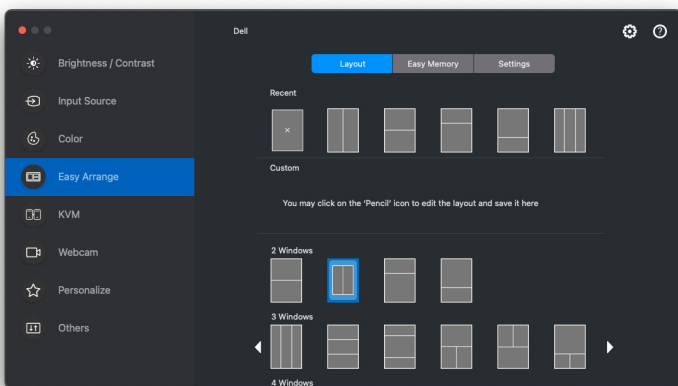 Dell
Brightness / Contrast
Input Source
Color
Easy Arrange
KVM
Webcam
Personalize
Others
Layout
Easy Memory
Settings
Recent
Custom
You may click on the 'Pencil' icon to edit the layout and save it here
2 Windows
3 Windows
4 Windows